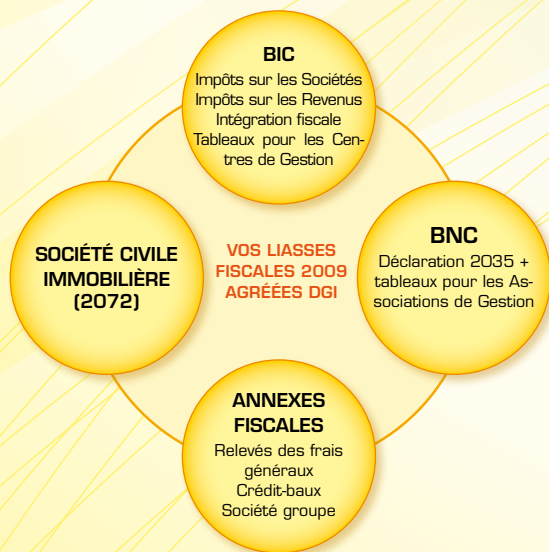 BIC
Impôts sur les Sociétés
Impôts sur les Revenus
Intégration fiscale
Tableaux pour les Cen-
tres de Gestion
SOCIÉTÉ CIVILE
IMMOBILIÈRE
(2072)
VOS LIASSES
FISCALES 2009
AGRÉÉES DGI
BNC
Déclaration 2035 +
tableaux pour les As-
sociations de Gestion
ANNEXES
FISCALES
Relevés des frais
généraux
Crédit-baux
Société groupe